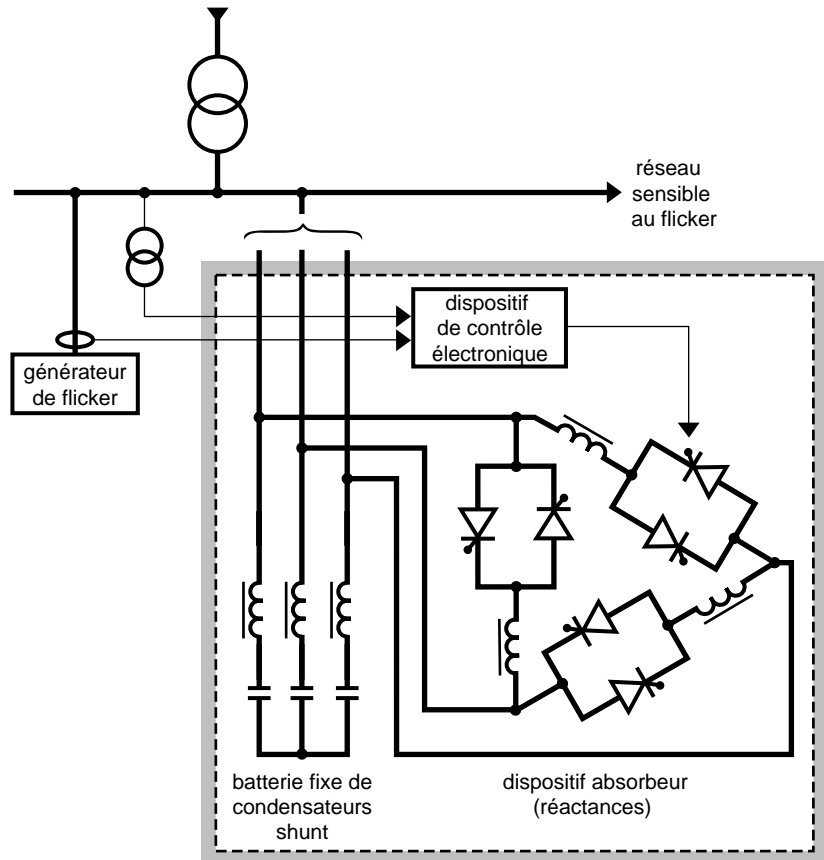 réseau
sensible
au flicker
dispositif
de contrôle
électronique
générateur
de flicker
batterie fixe de
condensateurs
shunt
dispositif absorbeur
(réactances)